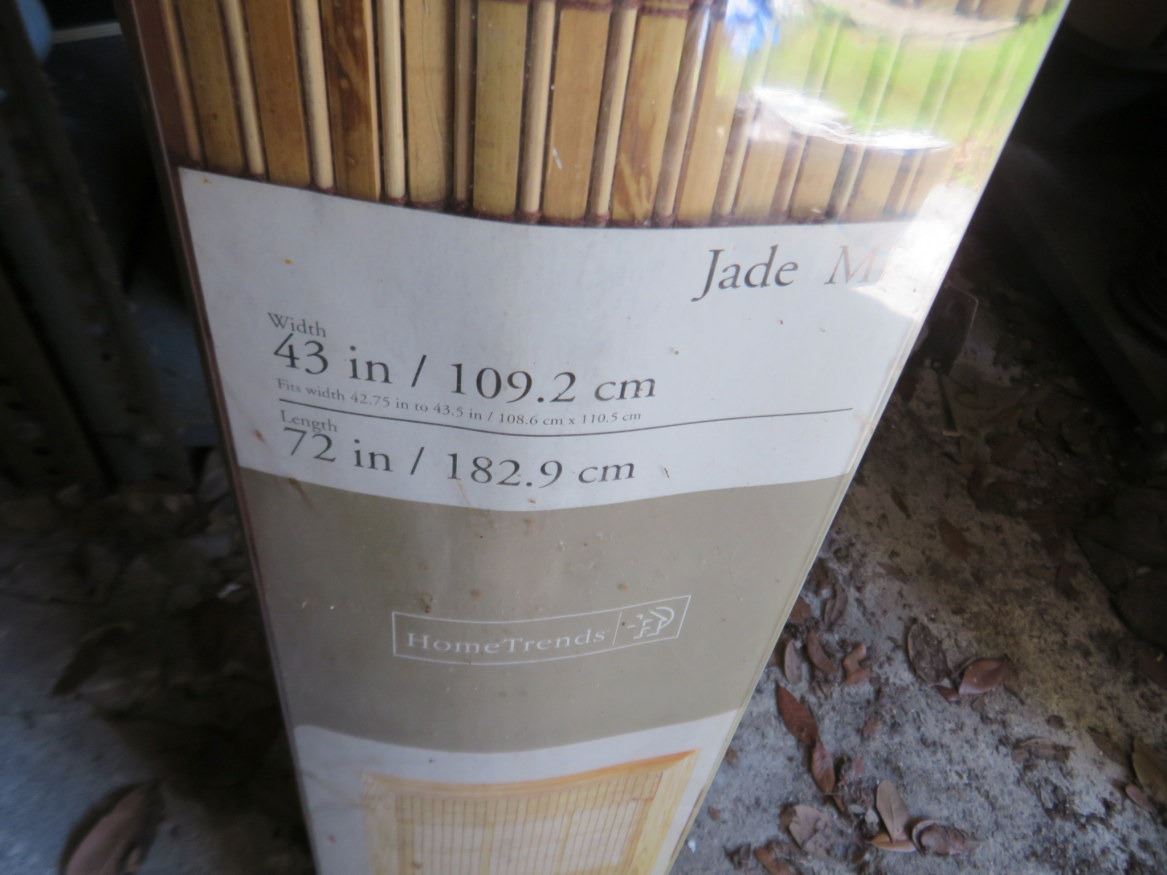 Jade
Width
43 in / 109.2 cm
Fits width 42.75 in to 43.5 in / 108.6 cm x 110.5 cm
Length
72 in / 182.9 cm
HomeTrends